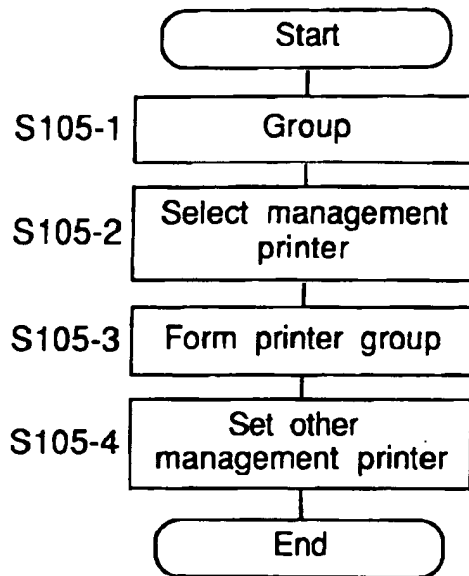 Start
S105-1 Group
S105-2 Select management
printer
S105-3 Form printer group
S105-4 Set other
management printer
End